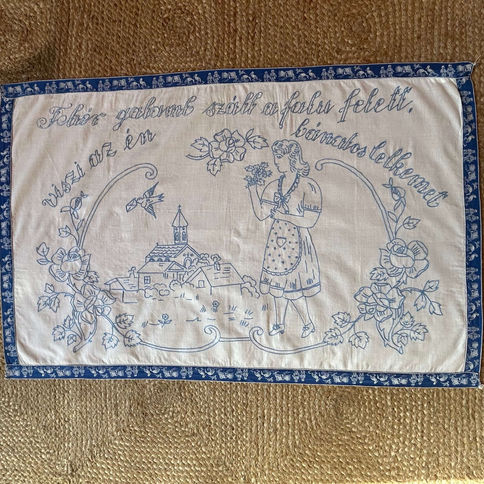 Fehér galamb száll a falu felett,
viszi az én bánatos lelkemet